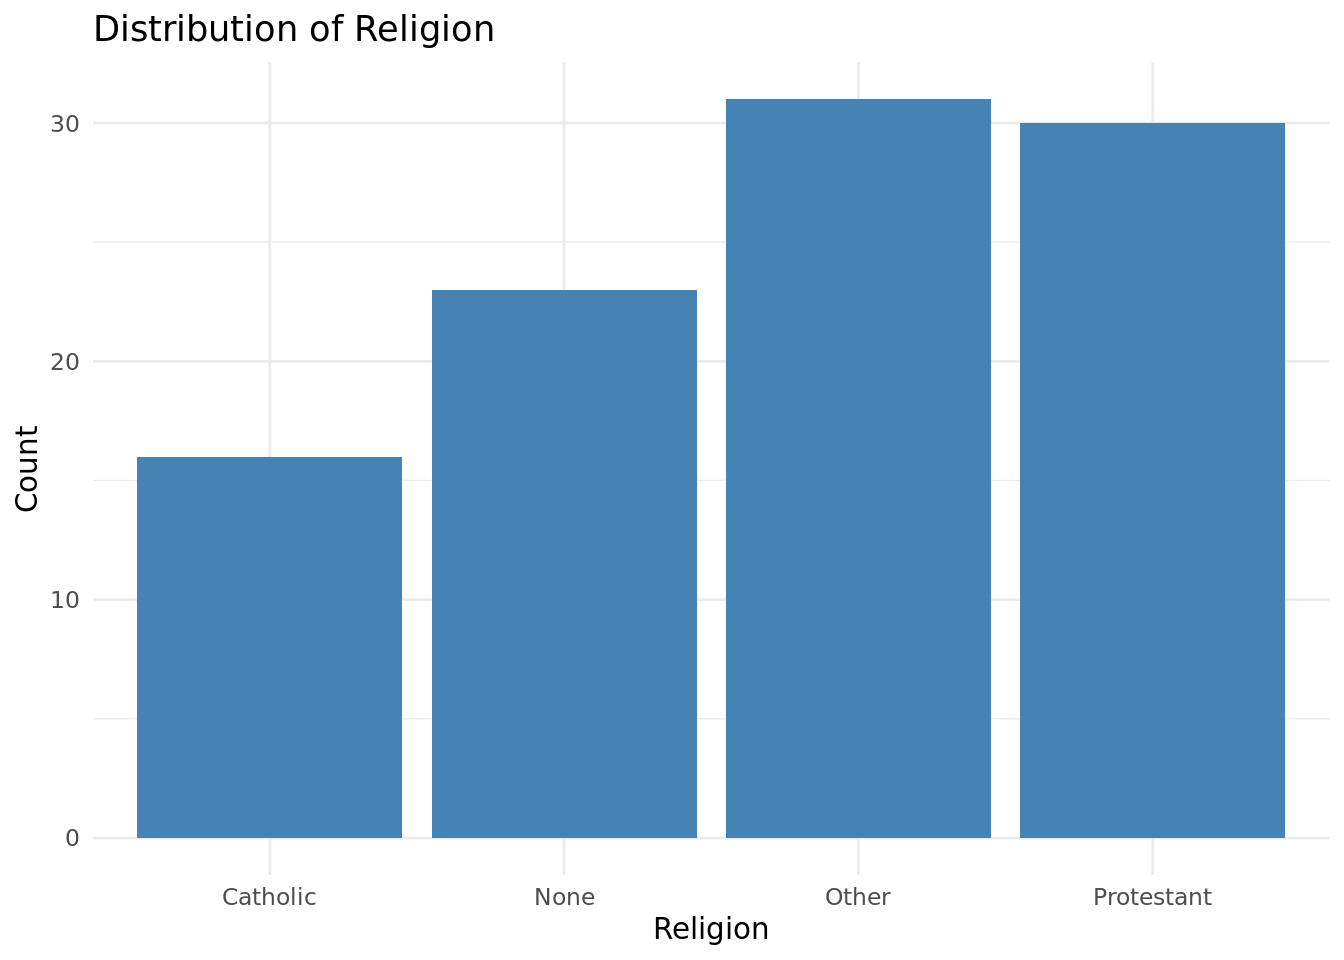 Distribution of Religion
30
20
10
0
Count
Catholic None Other Protestant
Religion